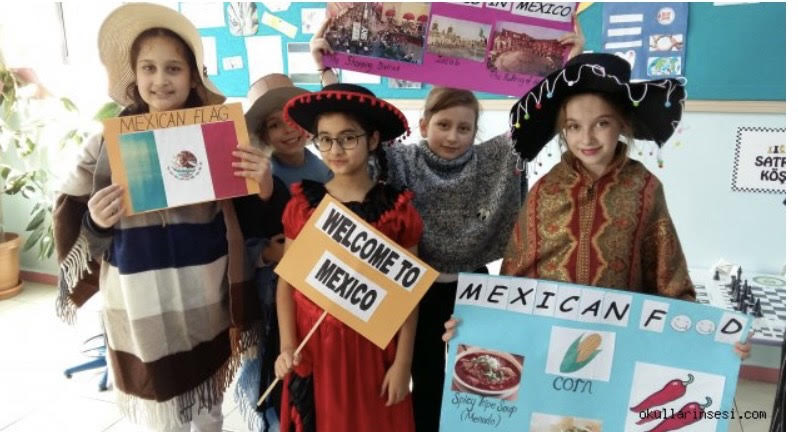 IN MEXICO
MEXICAN FLAG
WELCOME TO
MEXICO
MEXICAN FOOD
CORN
Spicy Tripe Soup
(Menudo)
SATR
KÖŞ
okullarinsesi.com